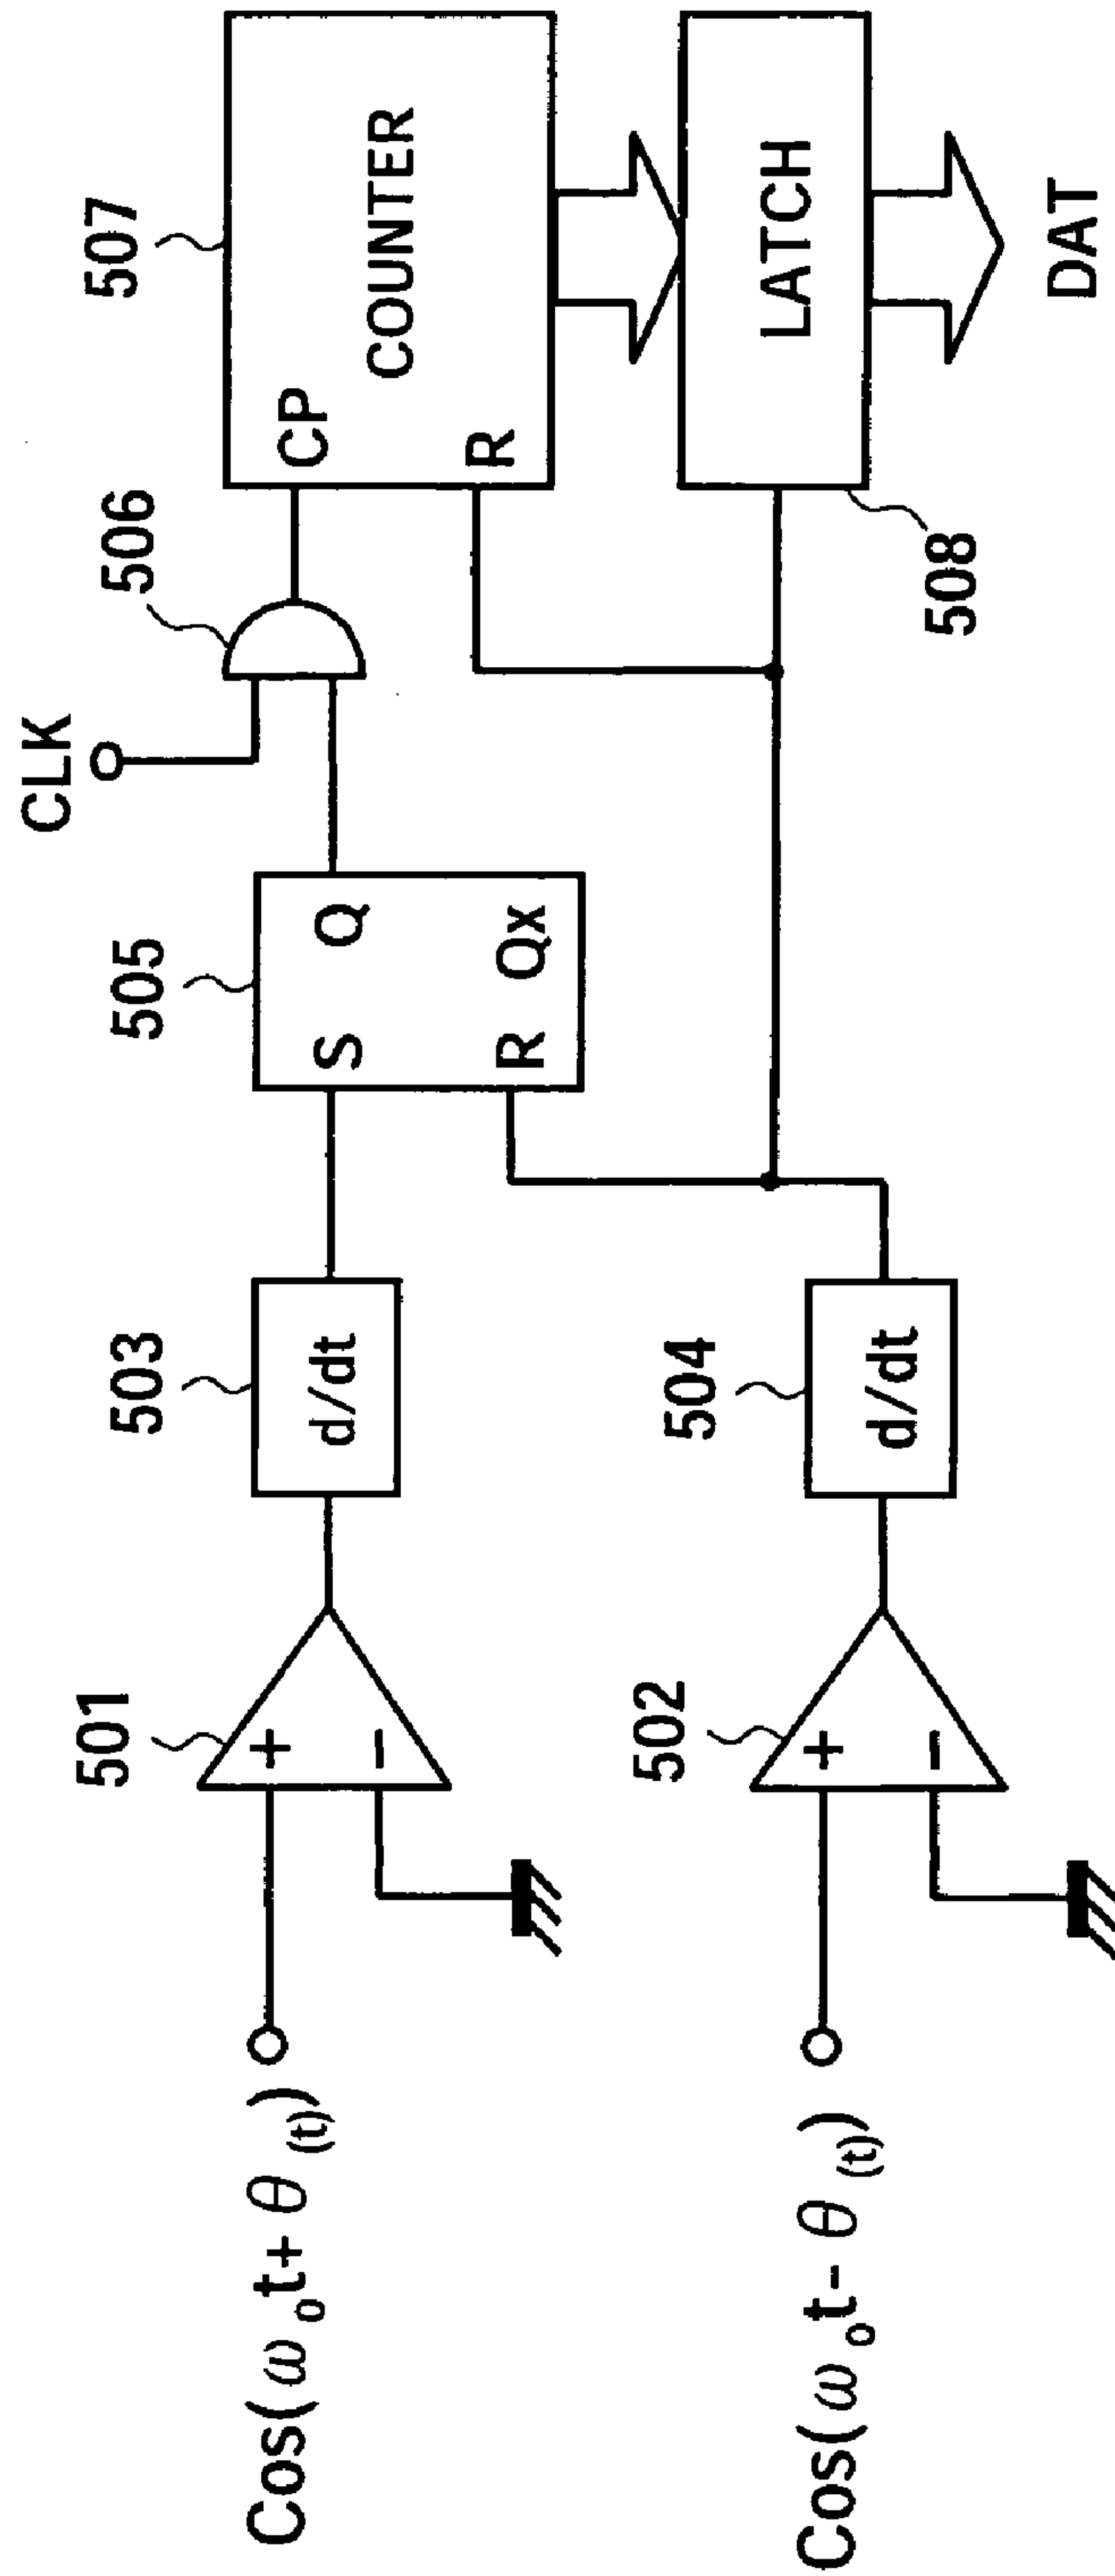 Cos(ω₀t+θ(t))
501
+
−
503
d/dt
505
S
Q
R
Qx
CLK
506
507
CP
COUNTER
R
Cos(ω₀t−θ(t))
502
+
−
504
d/dt
508
LATCH
DAT